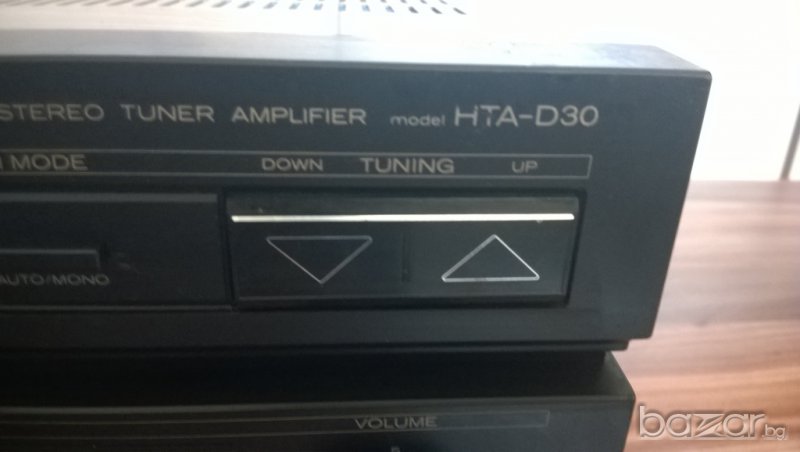 STEREO TUNER AMPLIFIER model HTA-D30
MODE
DOWN TUNING UP
AUTO/MONO
VOLUME
bazar.bg